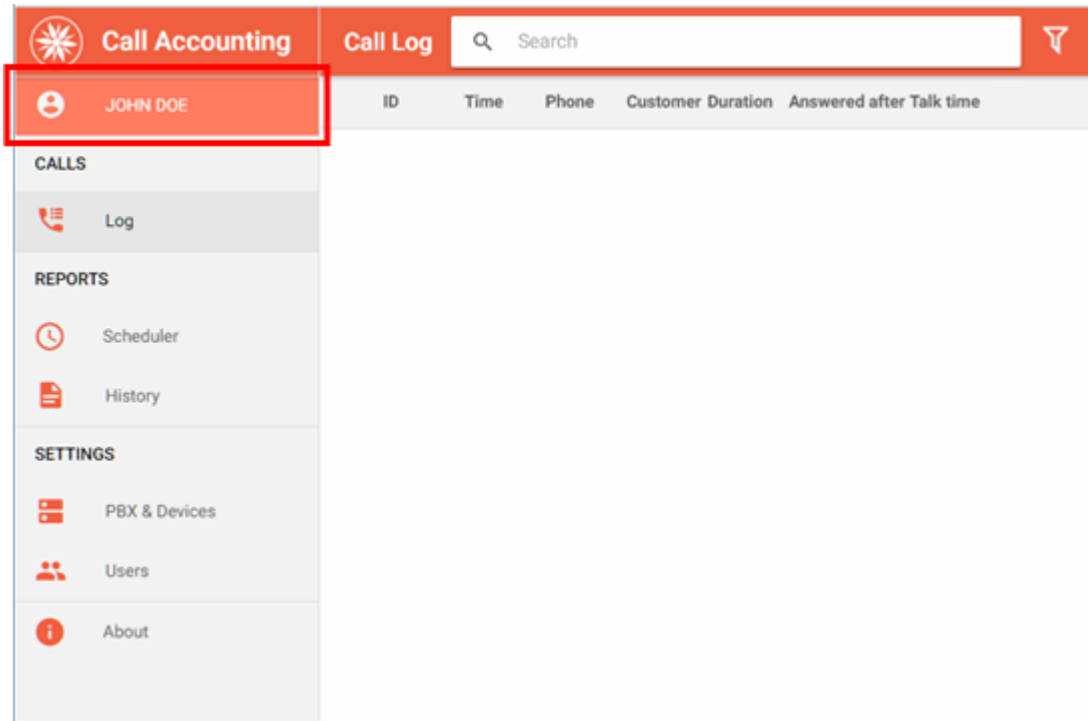 Call Accounting
Call Log
Search
JOHN DOE
ID Time Phone Customer Duration Answered after Talk time
CALLS
Log
REPORTS
Scheduler
History
SETTINGS
PBX & Devices
Users
About